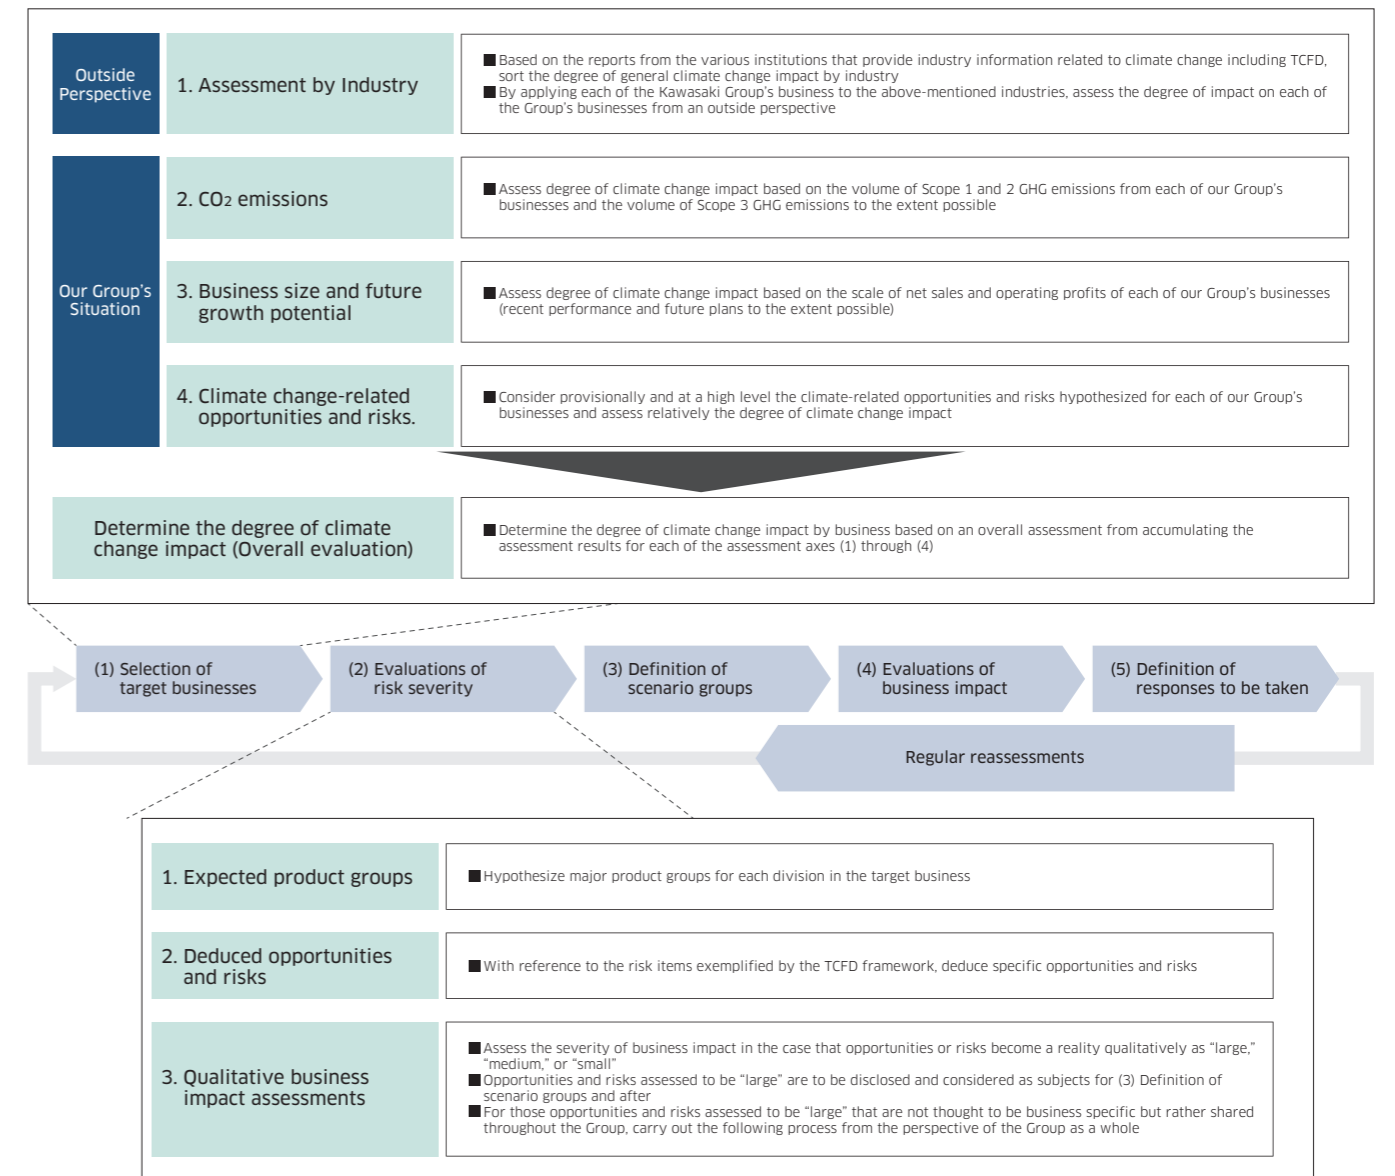 Outside
Perspective
1. Assessment by Industry
■ Based on the reports from the various institutions that provide industry information related to climate change including TCFD,
sort the degree of general climate change impact by industry
■ By applying each of the Kawasaki Group's business to the above-mentioned industries, assess the degree of impact on each of
the Group's businesses from an outside perspective
Our Group's
Situation
2. CO2 emissions
■ Assess degree of climate change impact based on the volume of Scope 1 and 2 GHG emissions from each of our Group's
businesses and the volume of Scope 3 GHG emissions to the extent possible
3. Business size and future
growth potential
■ Assess degree of climate change impact based on the scale of net sales and operating profits of each of our Group's businesses
(recent performance and future plans to the extent possible)
4. Climate change-related
opportunities and risks.
■ Consider provisionally and at a high level the climate-related opportunities and risks hypothesized for each of our Group's
businesses and assess relatively the degree of climate change impact
Determine the degree of climate
change impact (Overall evaluation)
■ Determine the degree of climate change impact by business based on an overall assessment from accumulating the
assessment results for each of the assessment axes (1) through (4)
(1) Selection of
target businesses
(2) Evaluations of
risk severity
(3) Definition of
scenario groups
(4) Evaluations of
business impact
(5) Definition of
responses to be taken
Regular reassessments
1. Expected product groups
■ Hypothesize major product groups for each division in the target business
2. Deduced opportunities
and risks
■ With reference to the risk items exemplified by the TCFD framework, deduce specific opportunities and risks
3. Qualitative business
impact assessments
■ Assess the severity of business impact in the case that opportunities or risks become a reality qualitatively as “large,”
“medium,” or “small”
■ Opportunities and risks assessed to be “large” are to be disclosed and considered as subjects for (3) Definition of
scenario groups and after
■ For those opportunities and risks assessed to be “large” that are not thought to be business specific but rather shared
throughout the Group, carry out the following process from the perspective of the Group as a whole